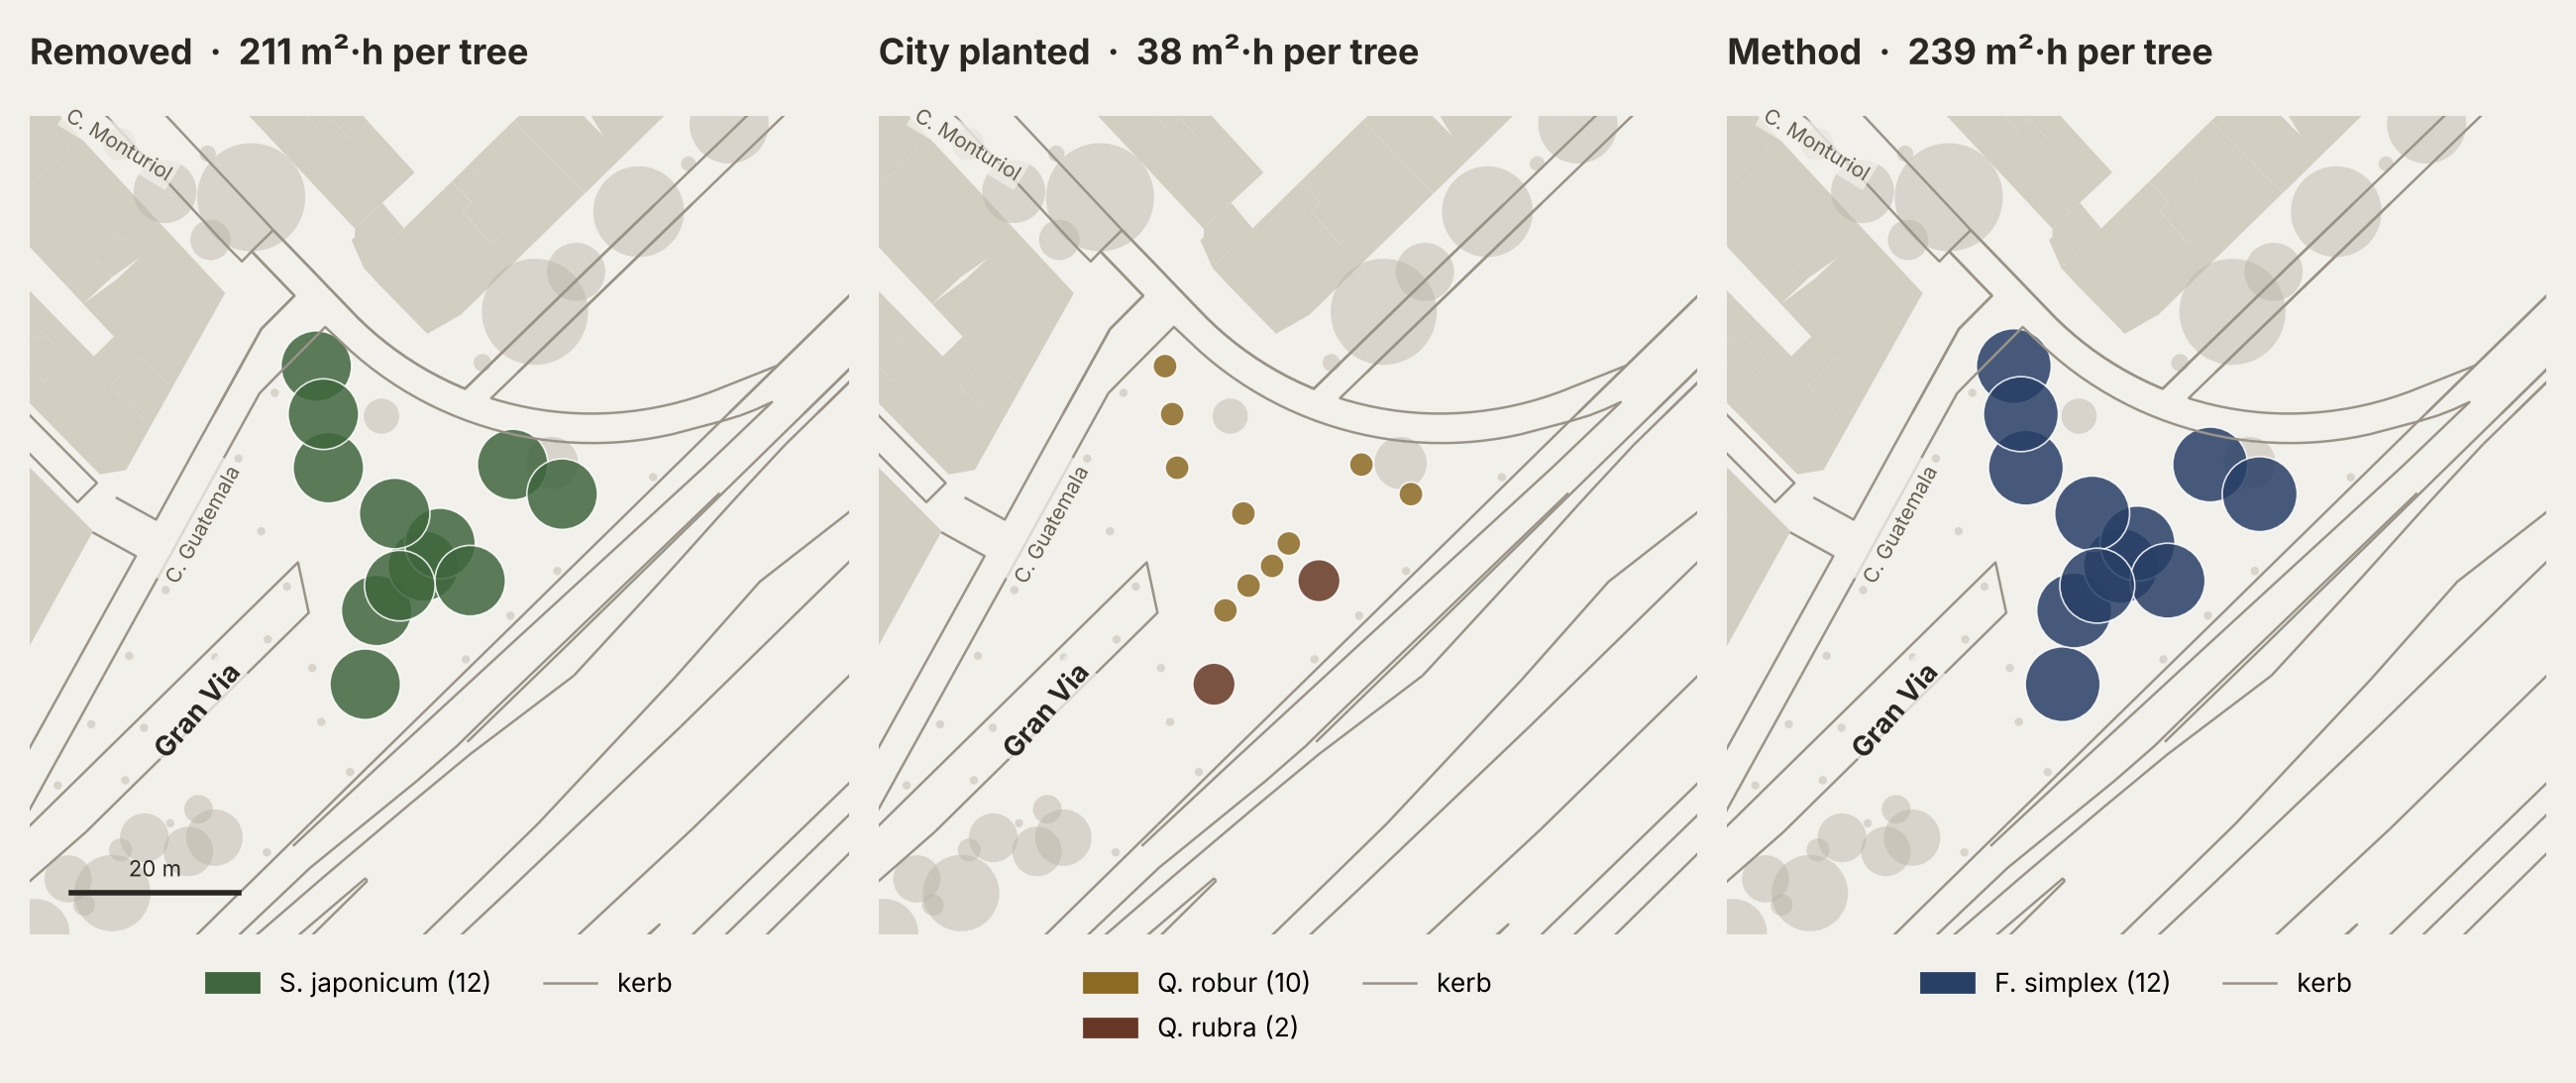 Removed · 211 m²·h per tree
City planted · 38 m²·h per tree
Method · 239 m²·h per tree
C. Monturiol
C. Guatemala
Gran Via
20 m
C. Monturiol
C. Guatemala
Gran Via
C. Monturiol
C. Guatemala
Gran Via
S. japonicum (12)
kerb
Q. robur (10)
kerb
Q. rubra (2)
F. simplex (12)
kerb